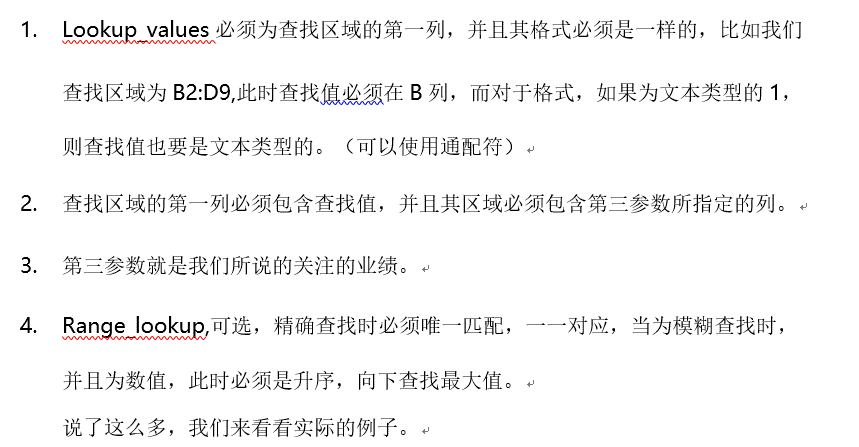 1. Lookup_values 必须为查找区域的第一列，并且其格式必须是一样的，比如我们
查找区域为 B2:D9,此时查找值必须在 B 列，而对于格式，如果为文本类型的 1，
则查找值也要是文本类型的。（可以使用通配符）
2. 查找区域的第一列必须包含查找值，并且其区域必须包含第三参数所指定的列。
3. 第三参数就是我们所说的关注的业绩。
4. Range_lookup,可选，精确查找时必须唯一匹配，一一对应，当为模糊查找时，
并且为数值，此时必须是升序，向下查找最大值。
说了这么多，我们来看看实际的例子。